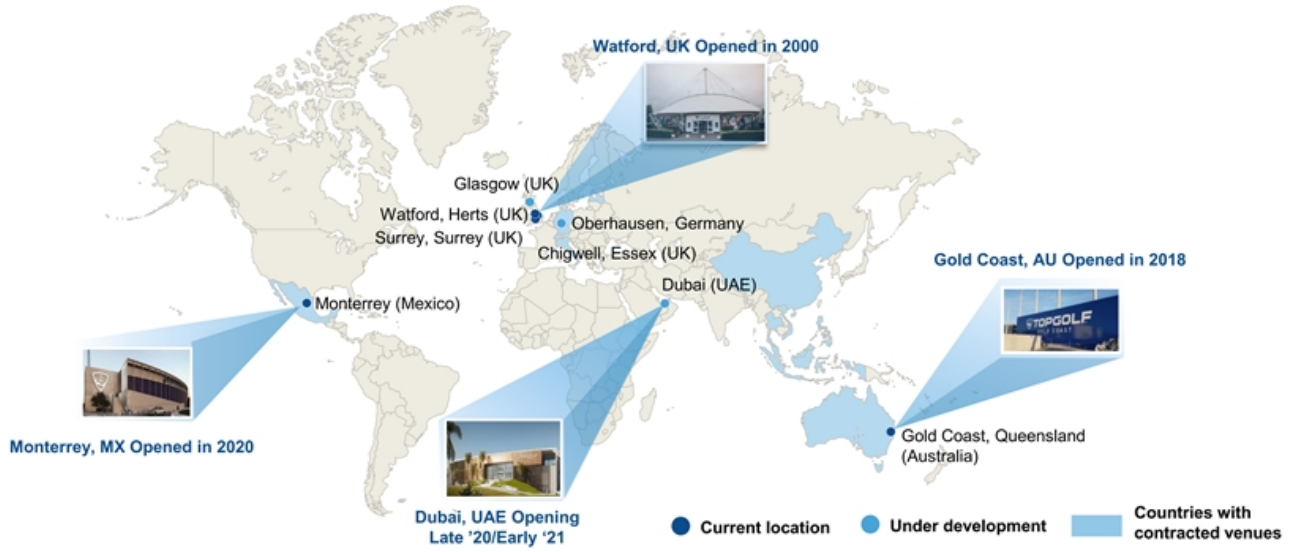 Watford, UK Opened in 2000
Glasgow (UK)
Watford, Herts (UK)
Surrey, Surrey (UK)
Oberhausen, Germany
Chigwell, Essex (UK)
Dubai (UAE)
Gold Coast, AU Opened in 2018
TOPGOLF
GOLD COAST
Monterrey (Mexico)
Monterrey, MX Opened in 2020
Gold Coast, Queensland
(Australia)
Dubai, UAE Opening
Late '20/Early '21
Current location
Under development
Countries with
contracted venues